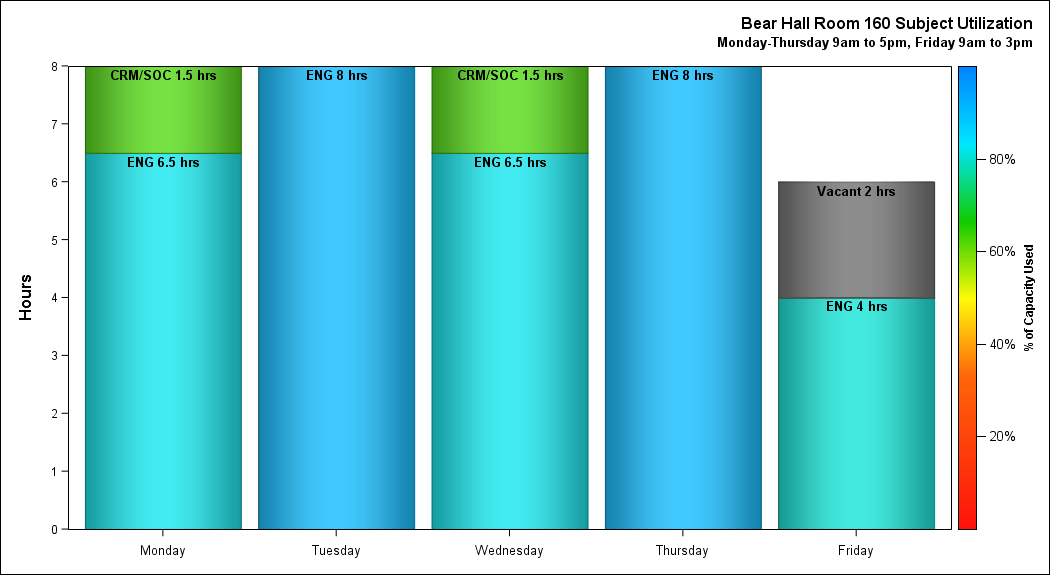 Bear Hall Room 160 Subject Utilization
Monday-Thursday 9am to 5pm, Friday 9am to 3pm
Hours
8
7
6
5
4
3
2
1
0
CRM/SOC 1.5 hrs
ENG 6.5 hrs
ENG 8 hrs
CRM/SOC 1.5 hrs
ENG 6.5 hrs
ENG 8 hrs
Vacant 2 hrs
ENG 4 hrs
Monday
Tuesday
Wednesday
Thursday
Friday
80%
60%
40%
20%
% of Capacity Used